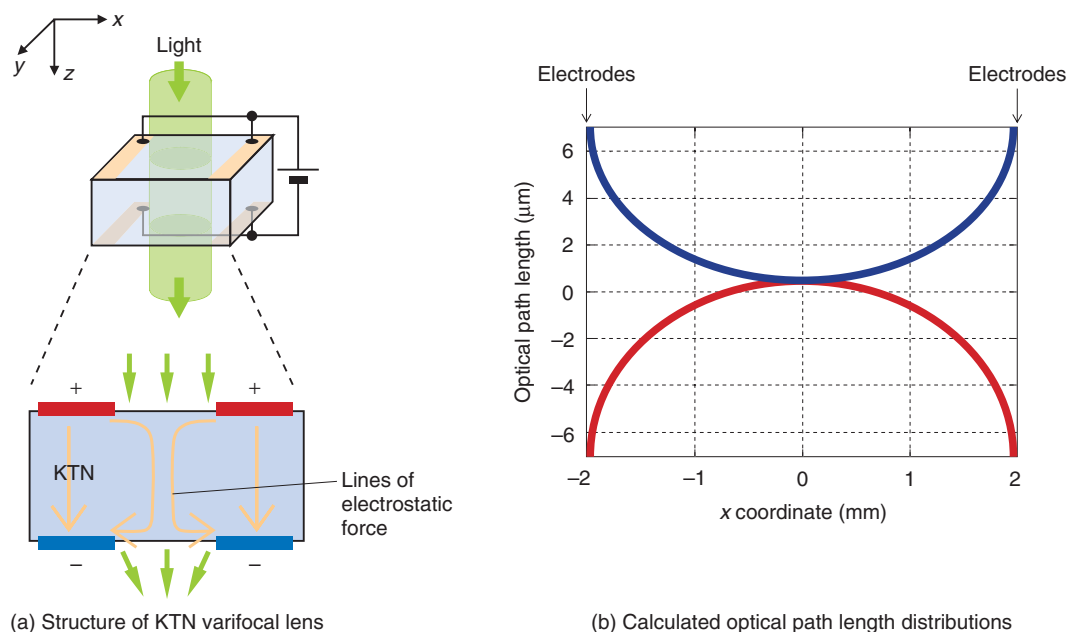 x
y
z
Light
+
+
KTN
−
−
Lines of
electrostatic
force
(a) Structure of KTN varifocal lens
Electrodes
Electrodes
Optical path length (μm)
6
4
2
0
−2
−4
−6
−2
−1
0
1
2
x coordinate (mm)
(b) Calculated optical path length distributions